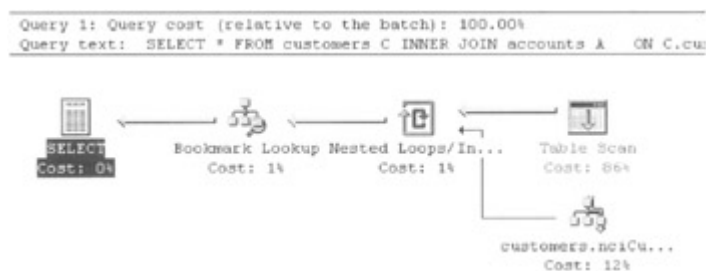 Query 1: Query cost (relative to the batch): 100.00%
Query text: SELECT * FROM customers C INNER JOIN accounts A ON C.cu
SELECT
Cost: 0%
Bookmark Lookup
Cost: 1%
Nested Loops/In...
Cost: 1%
Table Scan
Cost: 86%
customers.nciCu...
Cost: 12%